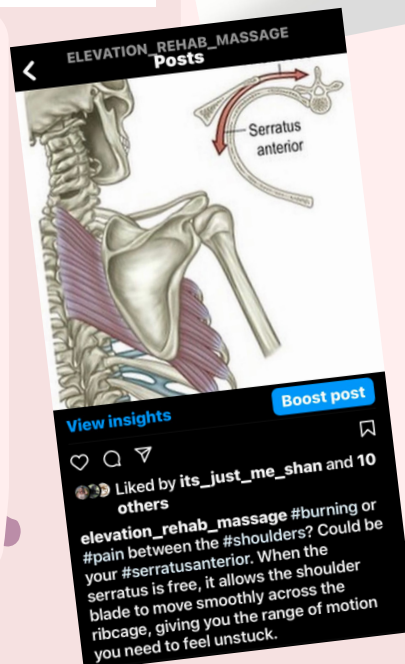 ELEVATION_REHAB_MASSAGE
Posts
Serratus
anterior
View insights
Boost post
Liked by its_just_me_shan and 10
others
elevation_rehab_massage #burning or
#pain between the #shoulders? Could be
your #serratusanterior. When the
serratus is free, it allows the shoulder
blade to move smoothly across the
ribcage, giving you the range of motion
you need to feel unstuck.